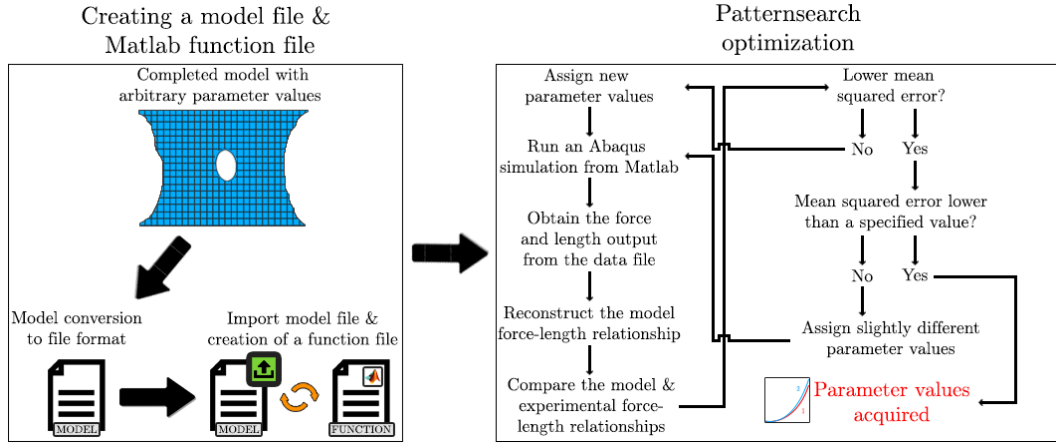 Creating a model file &
Matlab function file
Completed model with
arbitrary parameter values
Model conversion
to file format
MODEL
Import model file &
creation of a function file
MODEL
FUNCTION
Patternsearch
optimization
Assign new
parameter values
Run an Abaqus
simulation from Matlab
Obtain the force
and length output
from the data file
Reconstruct the model
force-length relationship
Compare the model &
experimental force-
length relationships
Lower mean
squared error?
No Yes
Mean squared error lower
than a specified value?
No Yes
Assign slightly different
parameter values
2
1
Parameter values
acquired